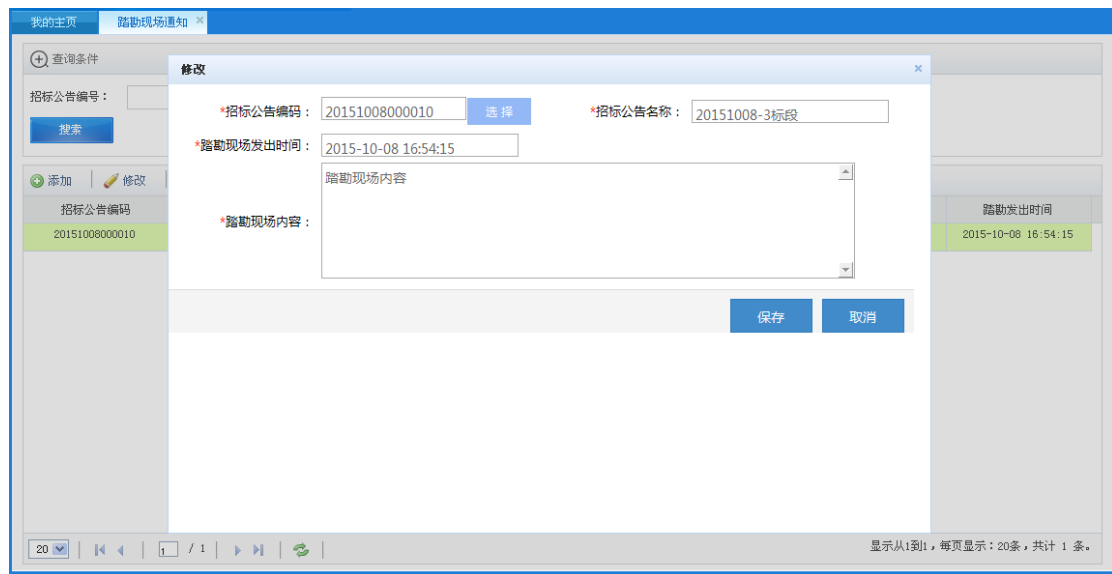 我的主页 踏勘现场通知 ×
查询条件
修改 ×
招标公告编号：
*招标公告编码： 20151008000010 选择 *招标公告名称： 20151008-3标段
搜索
*踏勘现场发出时间： 2015-10-08 16:54:15
踏勘现场内容
添加 修改
招标公告编码 踏勘发出时间
*踏勘现场内容：
20151008000010 2015-10-08 16:54:15
保存 取消
20 1 / 1 显示从1到1，每页显示：20条，共计 1 条。